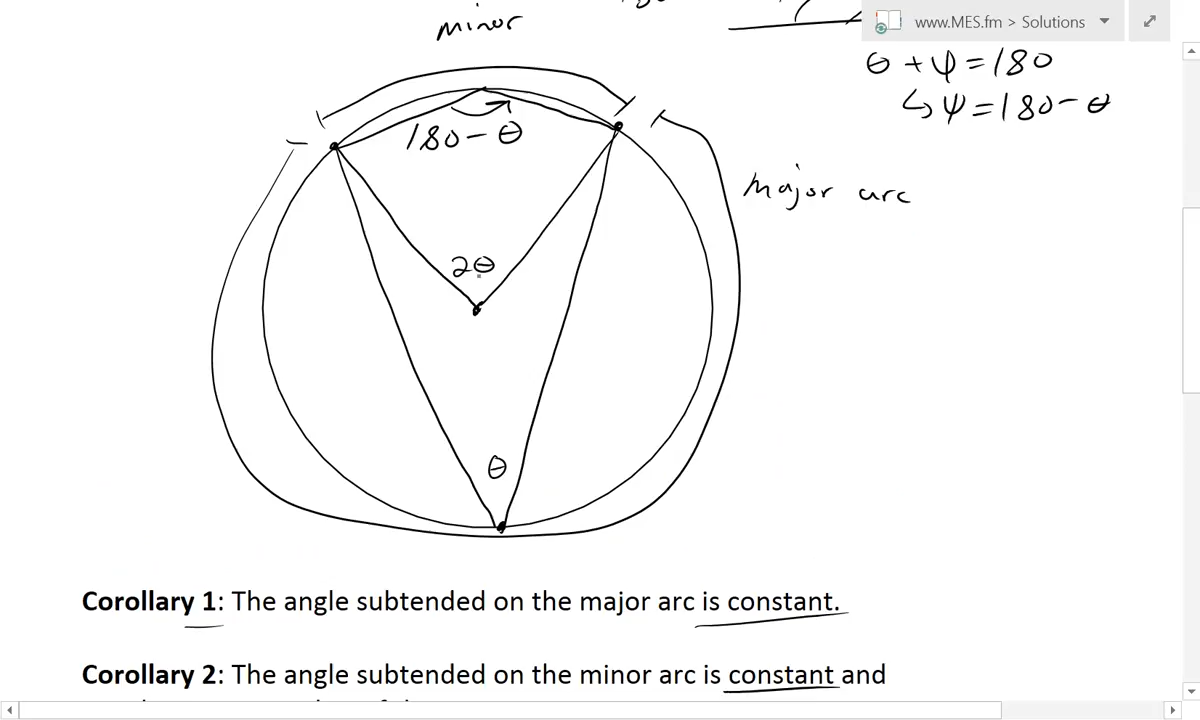 minor
www.MES.fm > Solutions
θ + ψ = 180
↳ ψ = 180 - θ
180 - θ
major arc
2θ
θ
Corollary 1: The angle subtended on the major arc is constant.
Corollary 2: The angle subtended on the minor arc is constant and